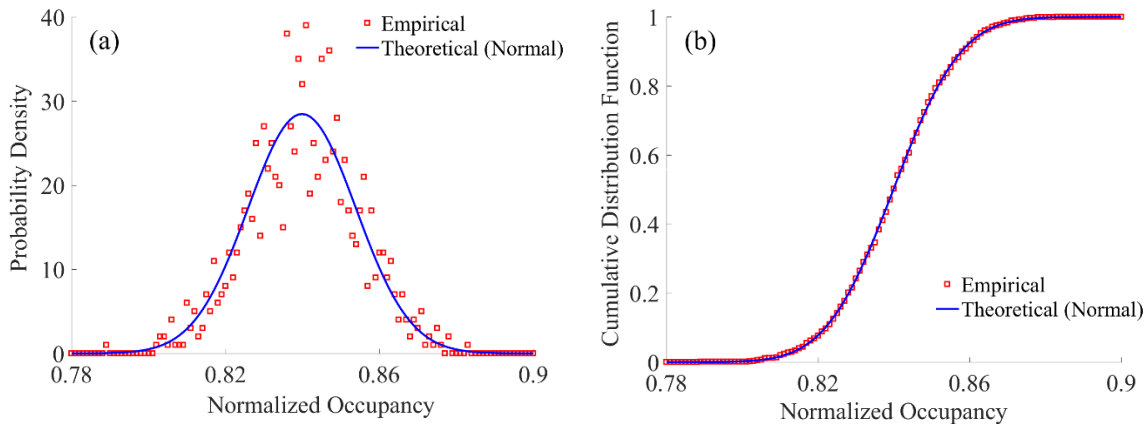 (a)
Empirical
Theoretical (Normal)
Probability Density
40
30
20
10
0
0.78
0.82
0.86
0.9
Normalized Occupancy
(b)
Empirical
Theoretical (Normal)
Cumulative Distribution Function
1
0.8
0.6
0.4
0.2
0
0.78
0.82
0.86
0.9
Normalized Occupancy